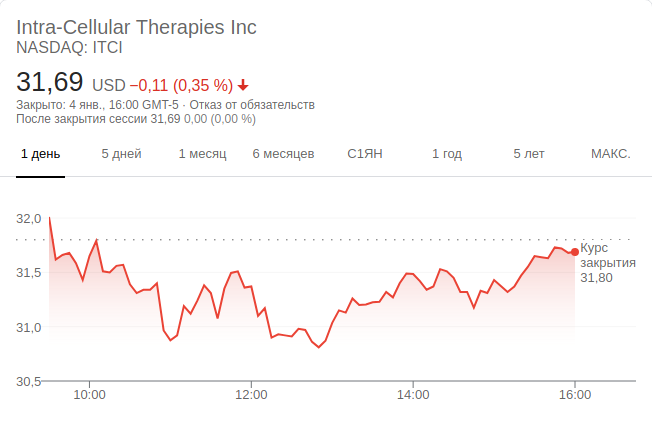 Intra-Cellular Therapies Inc
NASDAQ: ITCI
31,69 USD −0,11 (0,35 %)
Закрыто: 4 янв., 16:00 GMT-5 · Отказ от обязательств
После закрытия сессии 31,69 0,00 (0,00 %)
1 день 5 дней 1 месяц 6 месяцев С1ЯН 1 год 5 лет МАКС.
32,0
Курс
закрытия
31,80
31,5
31,0
30,5
10:00 12:00 14:00 16:00